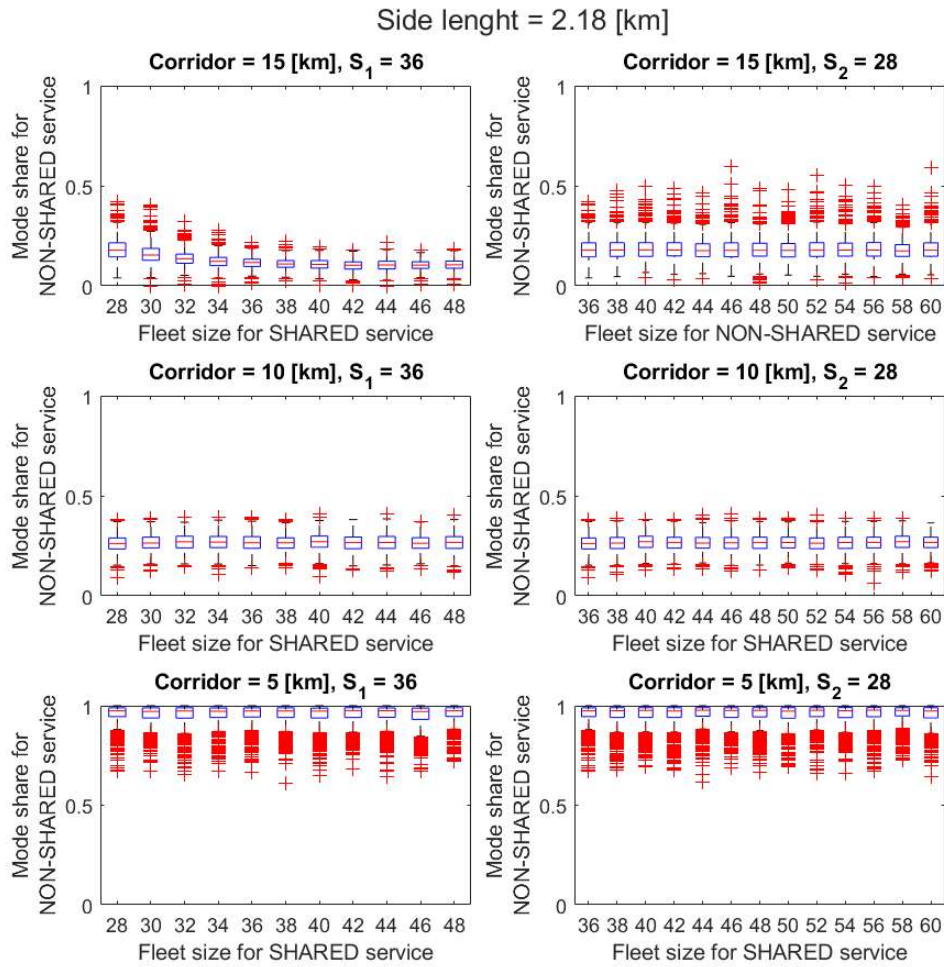 Side lenght = 2.18 [km]
Corridor = 15 [km], S1 = 36
Mode share for
NON-SHARED service
1
0.5
0
28 30 32 34 36 38 40 42 44 46 48
Fleet size for SHARED service
Corridor = 15 [km], S2 = 28
Mode share for
NON-SHARED service
1
0.5
0
36 38 40 42 44 46 48 50 52 54 56 58 60
Fleet size for NON-SHARED service
Corridor = 10 [km], S1 = 36
Mode share for
NON-SHARED service
1
0.5
0
28 30 32 34 36 38 40 42 44 46 48
Fleet size for SHARED service
Corridor = 10 [km], S2 = 28
Mode share for
NON-SHARED service
1
0.5
0
36 38 40 42 44 46 48 50 52 54 56 58 60
Fleet size for SHARED service
Corridor = 5 [km], S1 = 36
Mode share for
NON-SHARED service
1
0.5
0
28 30 32 34 36 38 40 42 44 46 48
Fleet size for SHARED service
Corridor = 5 [km], S2 = 28
Mode share for
NON-SHARED service
1
0.5
0
36 38 40 42 44 46 48 50 52 54 56 58 60
Fleet size for SHARED service